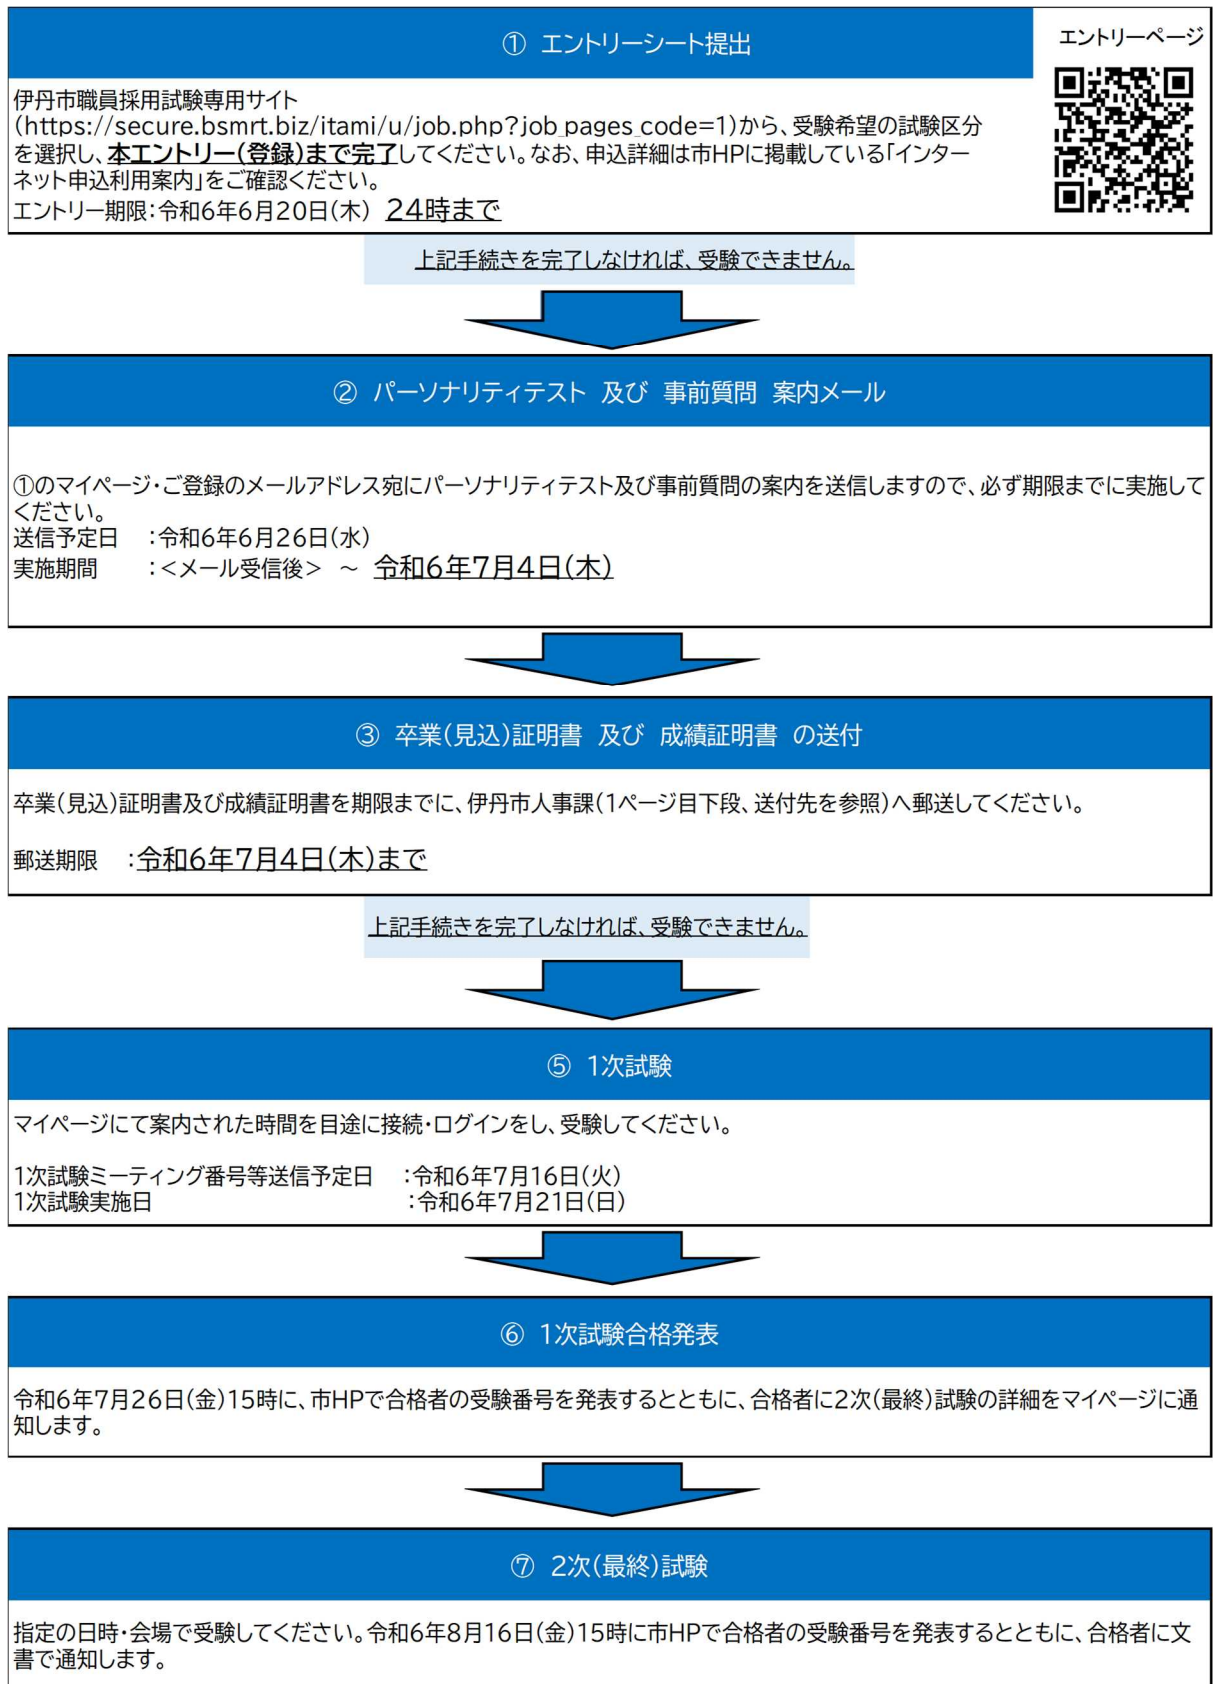 ① エントリーシート提出
エントリーページ
伊丹市職員採用試験専用サイト
(https://secure.bsmrt.biz/itami/u/job.php?job_pages_code=1)から、受験希望の試験区分
を選択し、本エントリー(登録)まで完了してください。なお、申込詳細は市HPに掲載している「インター
ネット申込利用案内」をご確認ください。
エントリー期限:令和6年6月20日(木) 24時まで
上記手続きを完了しなければ、受験できません。
② パーソナリティテスト 及び 事前質問 案内メール
①のマイページ・ご登録のメールアドレス宛にパーソナリティテスト及び事前質問の案内を送信しますので、必ず期限までに実施して
ください。
送信予定日 :令和6年6月26日(水)
実施期間 :<メール受信後> ~ 令和6年7月4日(木)
③ 卒業(見込)証明書 及び 成績証明書 の送付
卒業(見込)証明書及び成績証明書を期限までに、伊丹市人事課(1ページ目下段、送付先を参照)へ郵送してください。
郵送期限 :令和6年7月4日(木)まで
上記手続きを完了しなければ、受験できません。
⑤ 1次試験
マイページにて案内された時間を目途に接続・ログインをし、受験してください。
1次試験ミーティング番号等送信予定日 :令和6年7月16日(火)
1次試験実施日 :令和6年7月21日(日)
⑥ 1次試験合格発表
令和6年7月26日(金)15時に、市HPで合格者の受験番号を発表するとともに、合格者に2次(最終)試験の詳細をマイページに通
知します。
⑦ 2次(最終)試験
指定の日時・会場で受験してください。令和6年8月16日(金)15時に市HPで合格者の受験番号を発表するとともに、合格者に文
書で通知します。